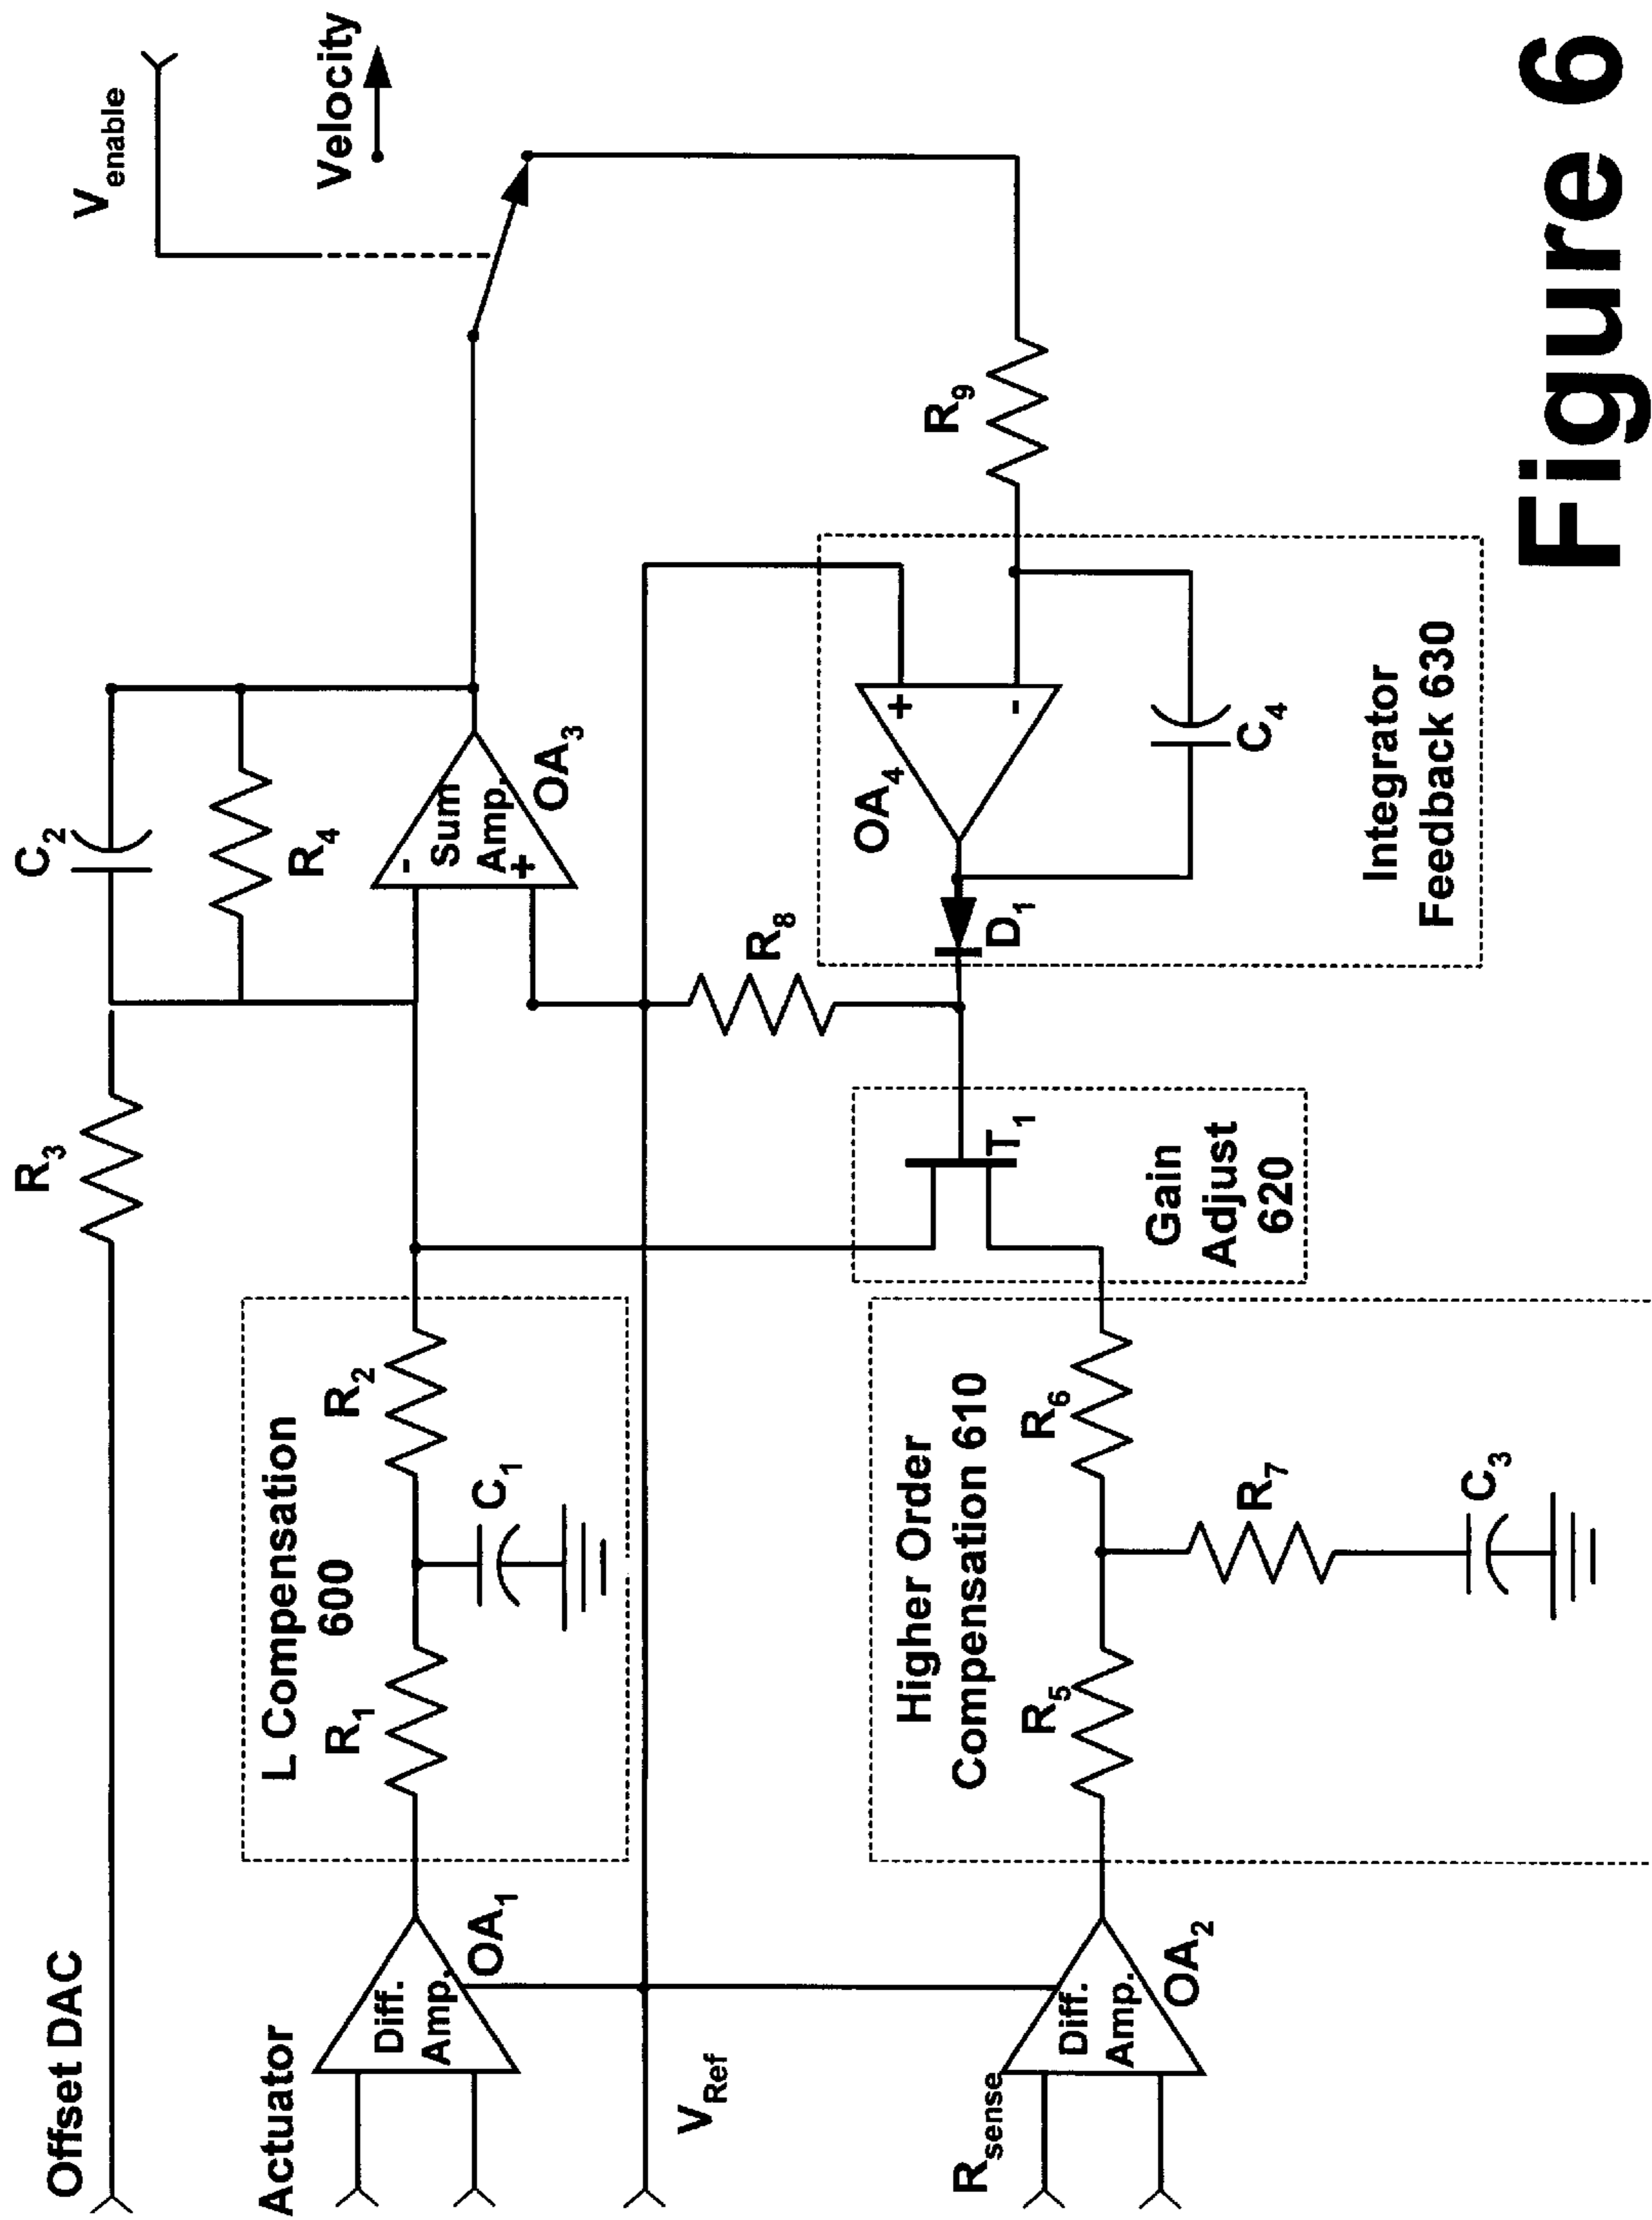 Offset DAC
R3
C2
R4
Venable
Velocity
Actuator
Diff.
Amp.
OA1
L Compensation
600
R1
R2
C1
Sum
Amp.
OA3
-
+
VRef
R8
R9
OA4
+
-
D1
C4
Integrator
Feedback 630
T1
Gain
Adjust
620
Rsense
Diff.
Amp.
OA2
Higher Order
Compensation 610
R5
R6
R7
C3
Figure 6